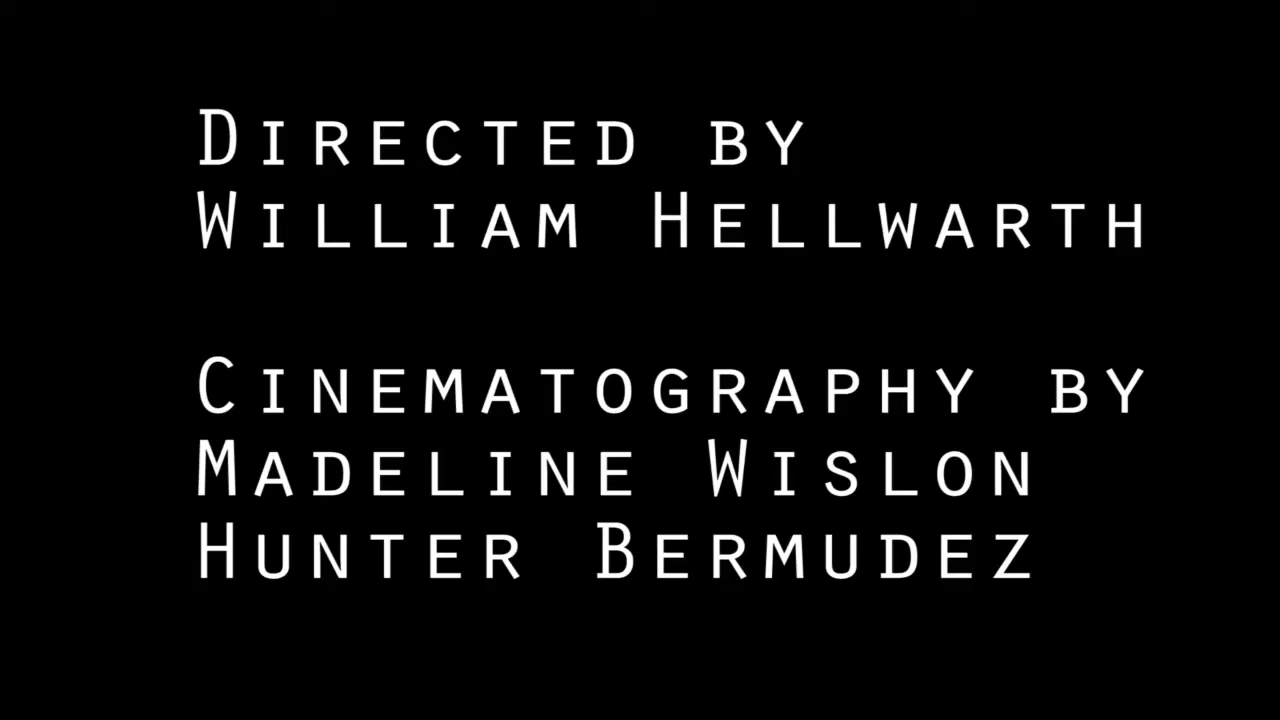 Directed by
William Hellwarth
Cinematography by
Madeline Wislon
Hunter Bermudez